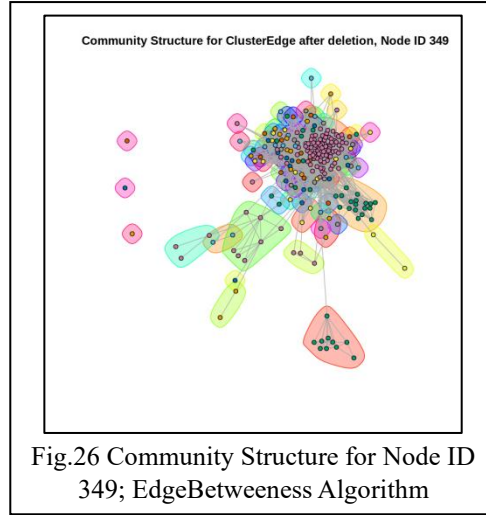 Community Structure for ClusterEdge after deletion, Node ID 349
Fig.26 Community Structure for Node ID
349; EdgeBetweeness Algorithm